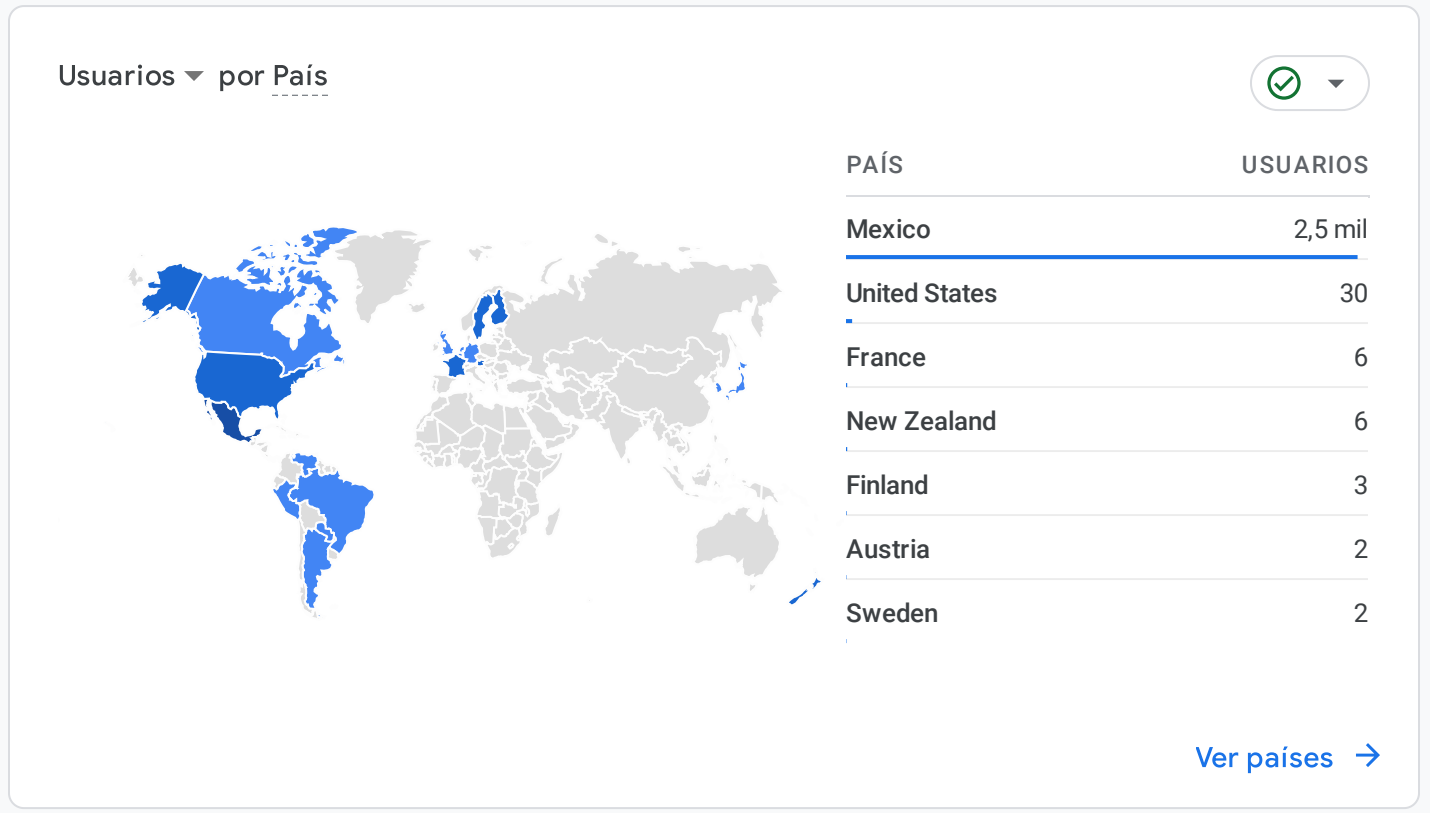 Usuarios por País
PAÍS USUARIOS
Mexico 2,5 mil
United States 30
France 6
New Zealand 6
Finland 3
Austria 2
Sweden 2
Ver países